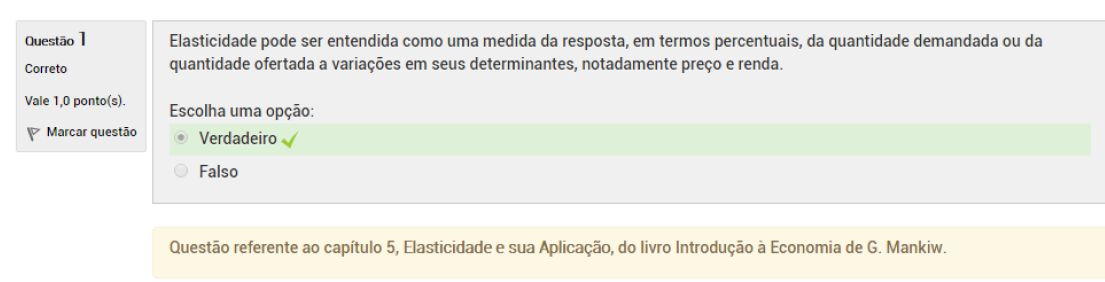 Questão 1
Correto
Vale 1,0 ponto(s).
Marcar questão
Elasticidade pode ser entendida como uma medida da resposta, em termos percentuais, da quantidade demandada ou da
quantidade ofertada a variações em seus determinantes, notadamente preço e renda.
Escolha uma opção:
Verdadeiro
Falso
Questão referente ao capítulo 5, Elasticidade e sua Aplicação, do livro Introdução à Economia de G. Mankiw.